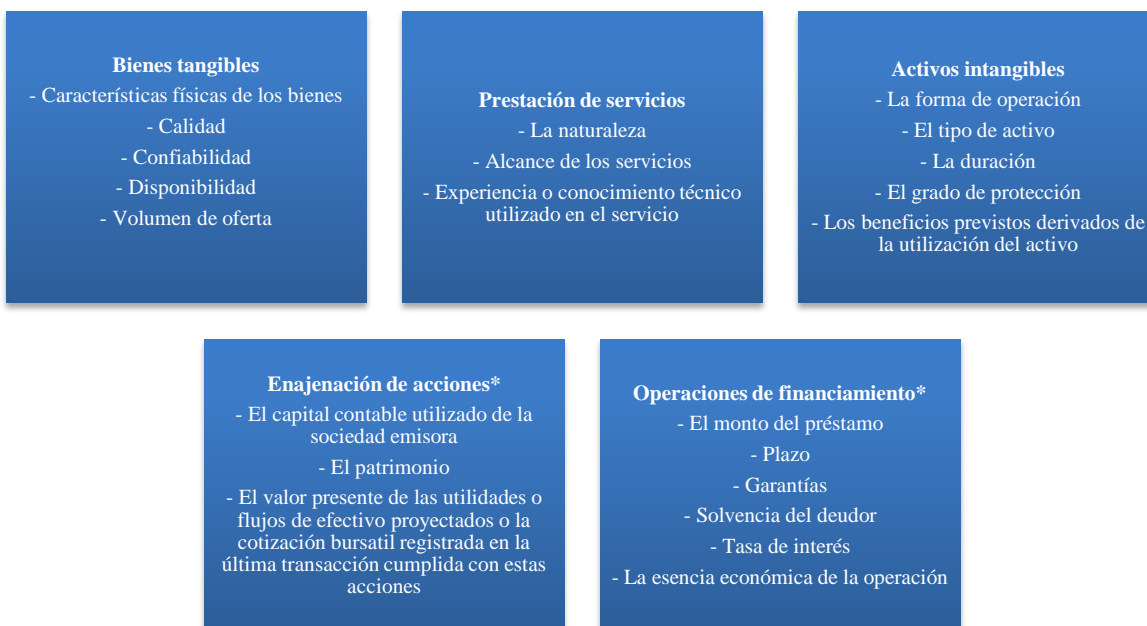 Bienes tangibles
- Características físicas de los bienes
- Calidad
- Confiabilidad
- Disponibilidad
- Volumen de oferta
Prestación de servicios
- La naturaleza
- Alcance de los servicios
- Experiencia o conocimiento técnico
utilizado en el servicio
Activos intangibles
- La forma de operación
- El tipo de activo
- La duración
- El grado de protección
- Los beneficios previstos derivados de
la utilización del activo
Enajenación de acciones*
- El capital contable utilizado de la
sociedad emisora
- El patrimonio
- El valor presente de las utilidades o
flujos de efectivo proyectados o la
cotización bursatil registrada en la
última transacción cumplida con estas
acciones
Operaciones de financiamiento*
- El monto del préstamo
- Plazo
- Garantías
- Solvencia del deudor
- Tasa de interés
- La esencia económica de la operación